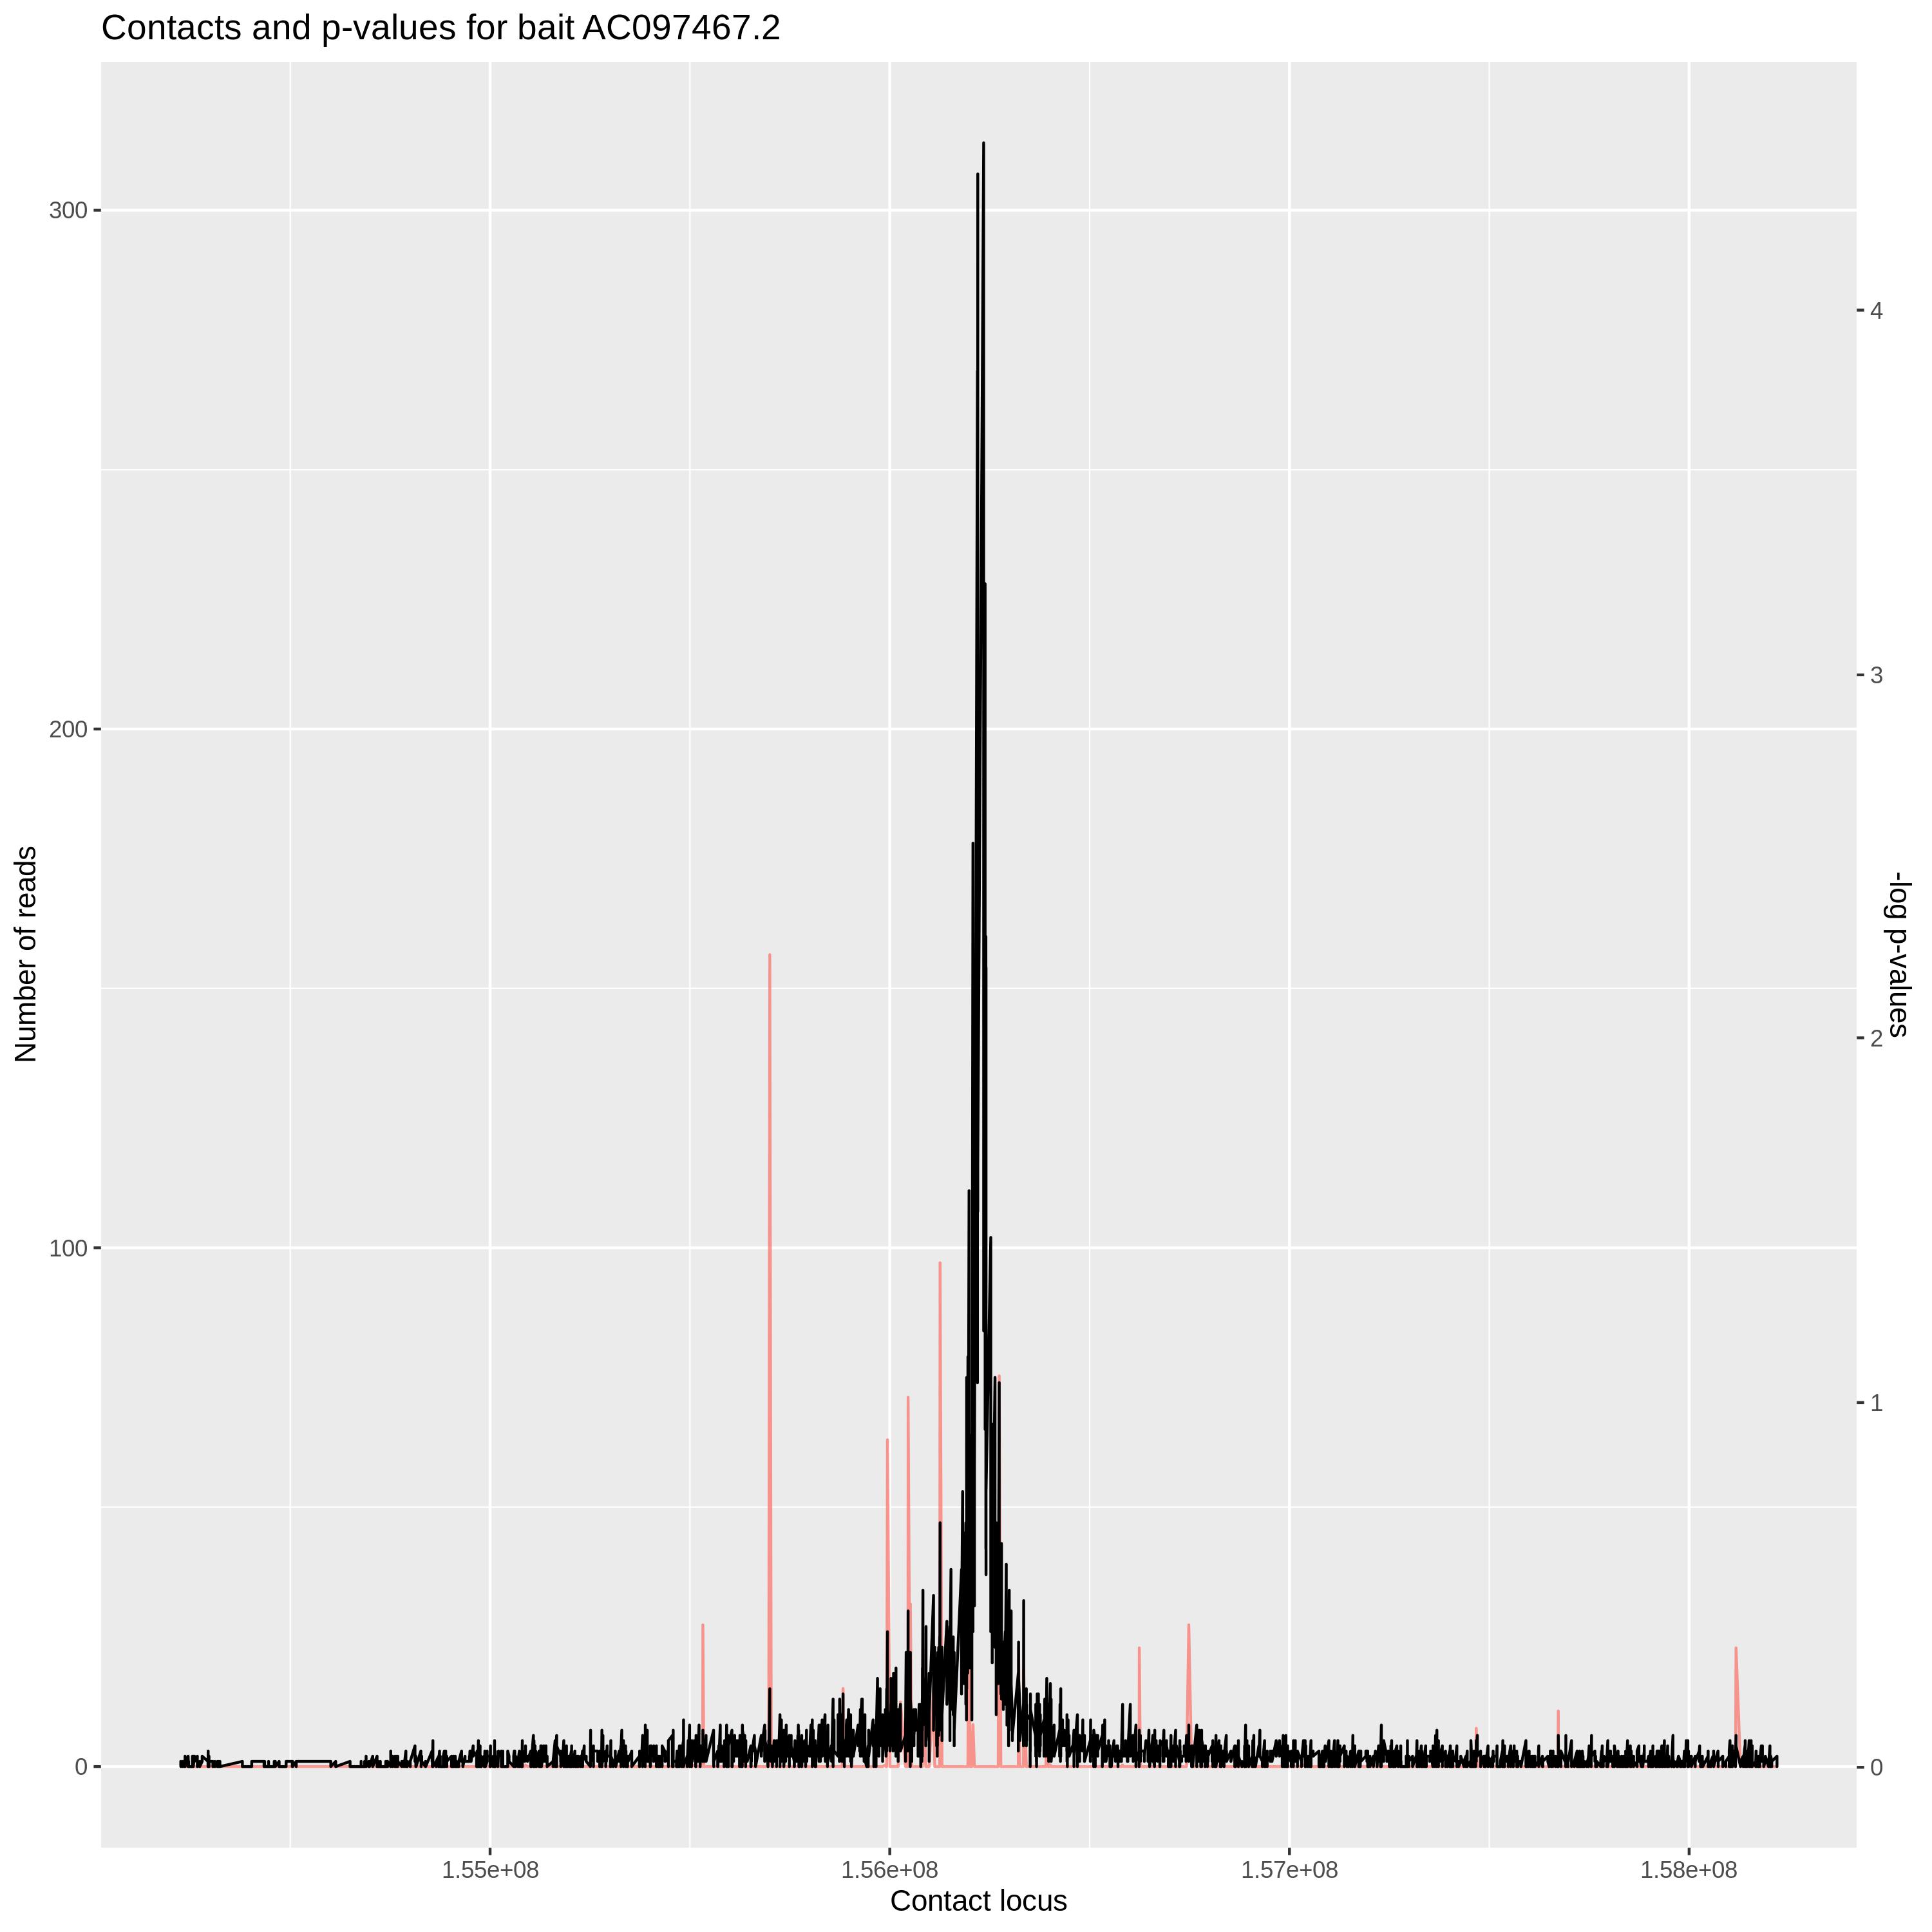 Contacts and p-values for bait AC097467.2
300
200
100
0
Number of reads
4
3
2
1
0
-log p-values
1.55e+08
1.56e+08
1.57e+08
1.58e+08
Contact locus